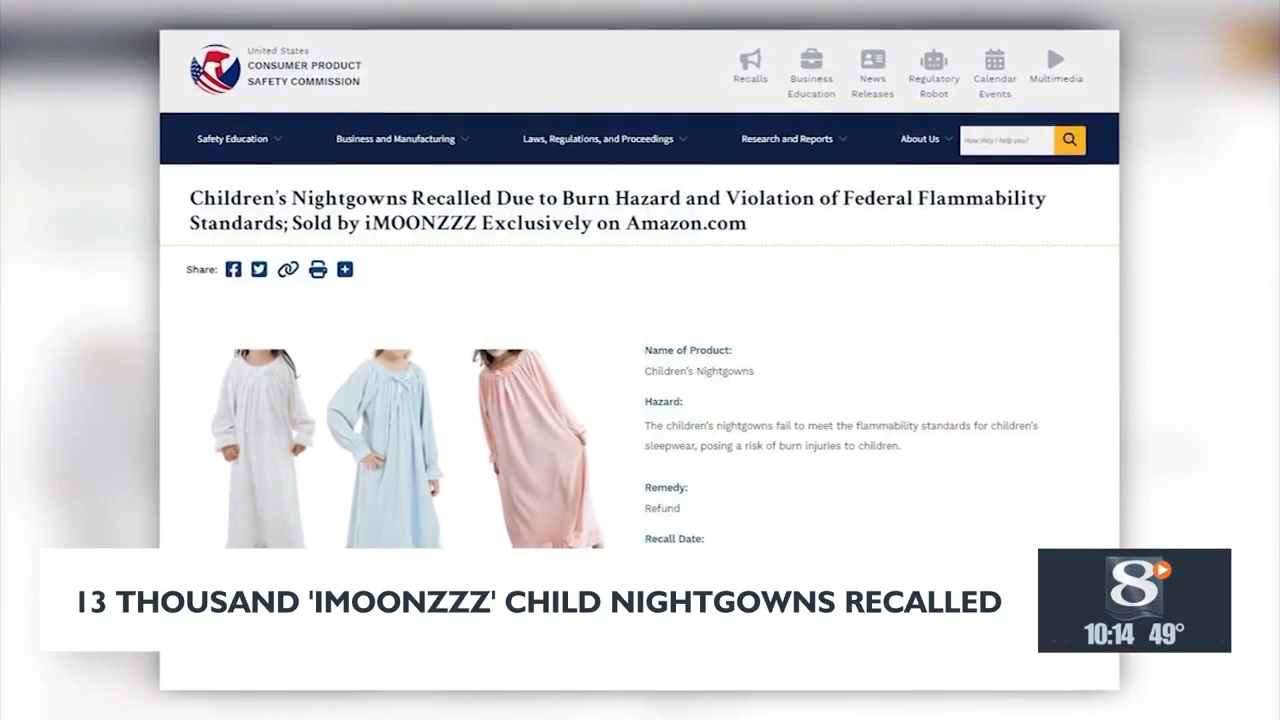 United States
CONSUMER PRODUCT
SAFETY COMMISSION
Recalls
Business
Education
News
Releases
Regulatory
Robot
Calendar
Events
Multimedia
Safety Education
Business and Manufacturing
Laws, Regulations, and Proceedings
Research and Reports
About Us
How may I help you?
Children's Nightgowns Recalled Due to Burn Hazard and Violation of Federal Flammability
Standards; Sold by iMOONZZZ Exclusively on Amazon.com
Share:
Name of Product:
Children's Nightgowns
Hazard:
The children's nightgowns fail to meet the flammability standards for children's
sleepwear, posing a risk of burn injuries to children.
Remedy:
Refund
Recall Date:
13 THOUSAND 'IMOONZZZ' CHILD NIGHTGOWNS RECALLED
8
10:14 49°